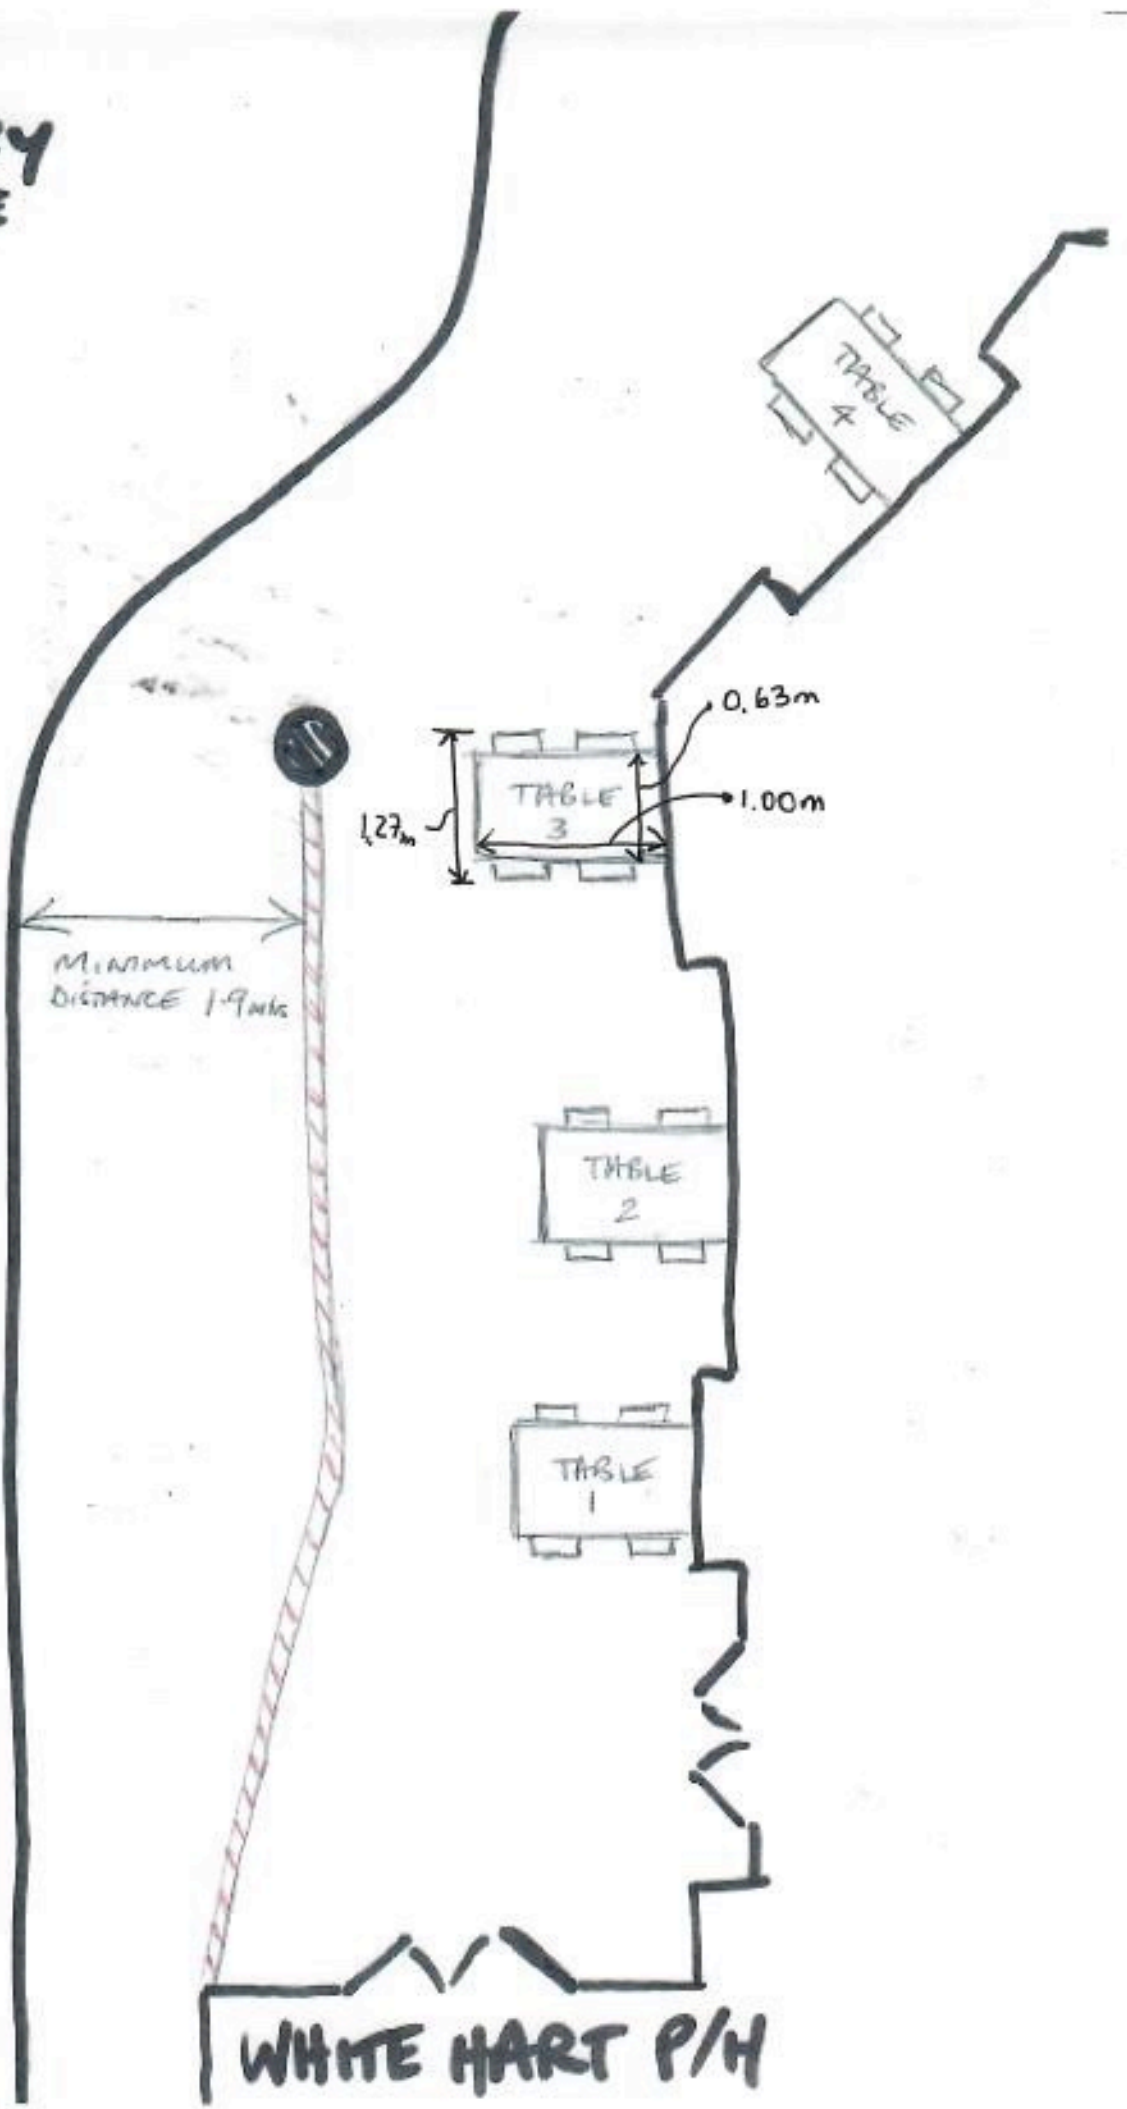 TABLE
4
0.63m
TABLE
3
1.00m
1.27m
MINIMUM
DISTANCE 1.9mts
TABLE
2
TABLE
1
WHITE HART P/H